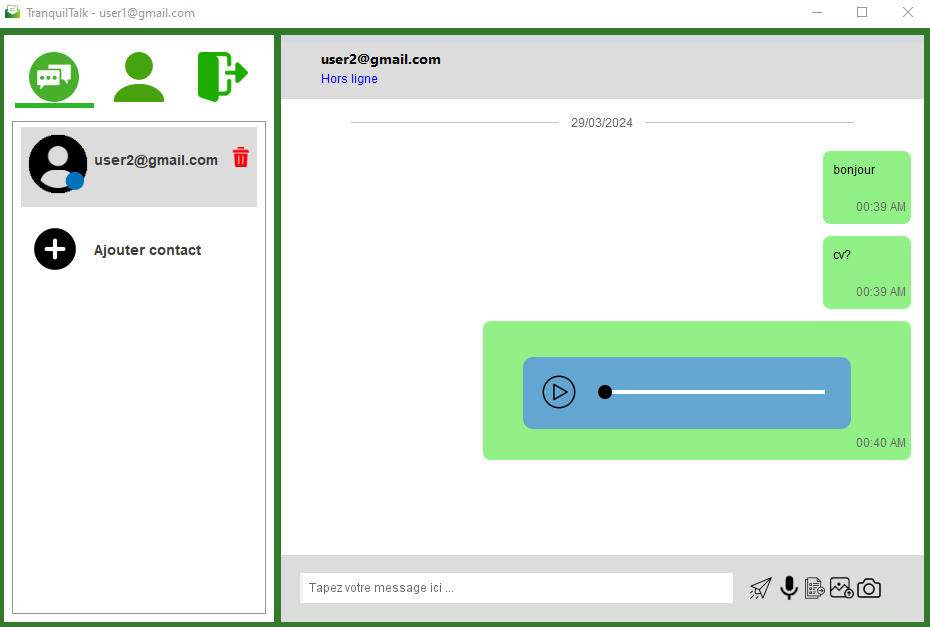 TranquilTalk - user1@gmail.com
user2@gmail.com
Ajouter contact
user2@gmail.com
Hors ligne
29/03/2024
bonjour
00:39 AM
cv?
00:39 AM
00:40 AM
Tapez votre message ici ...